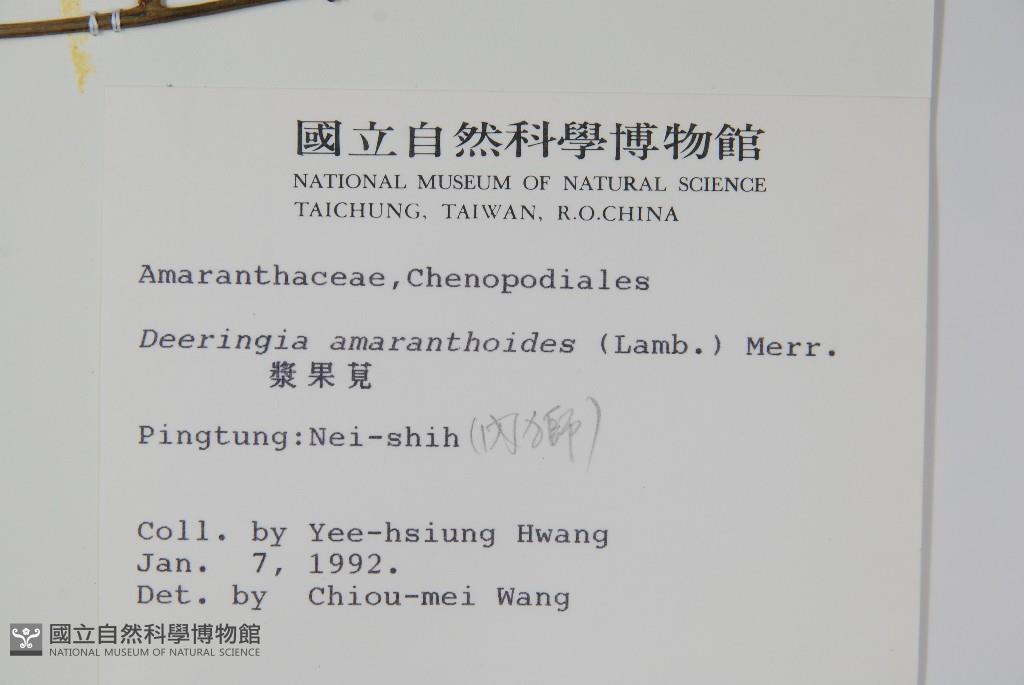 國立自然科學博物館
NATIONAL MUSEUM OF NATURAL SCIENCE
TAICHUNG, TAIWAN, R.O.CHINA
Amaranthaceae,Chenopodiales
Deeringia amaranthoides (Lamb.) Merr.
漿果莧
Pingtung:Nei-shih(內獅)
Coll. by Yee-hsiung Hwang
Jan. 7, 1992.
Det. by Chiou-mei Wang
國立自然科學博物館
NATIONAL MUSEUM OF NATURAL SCIENCE